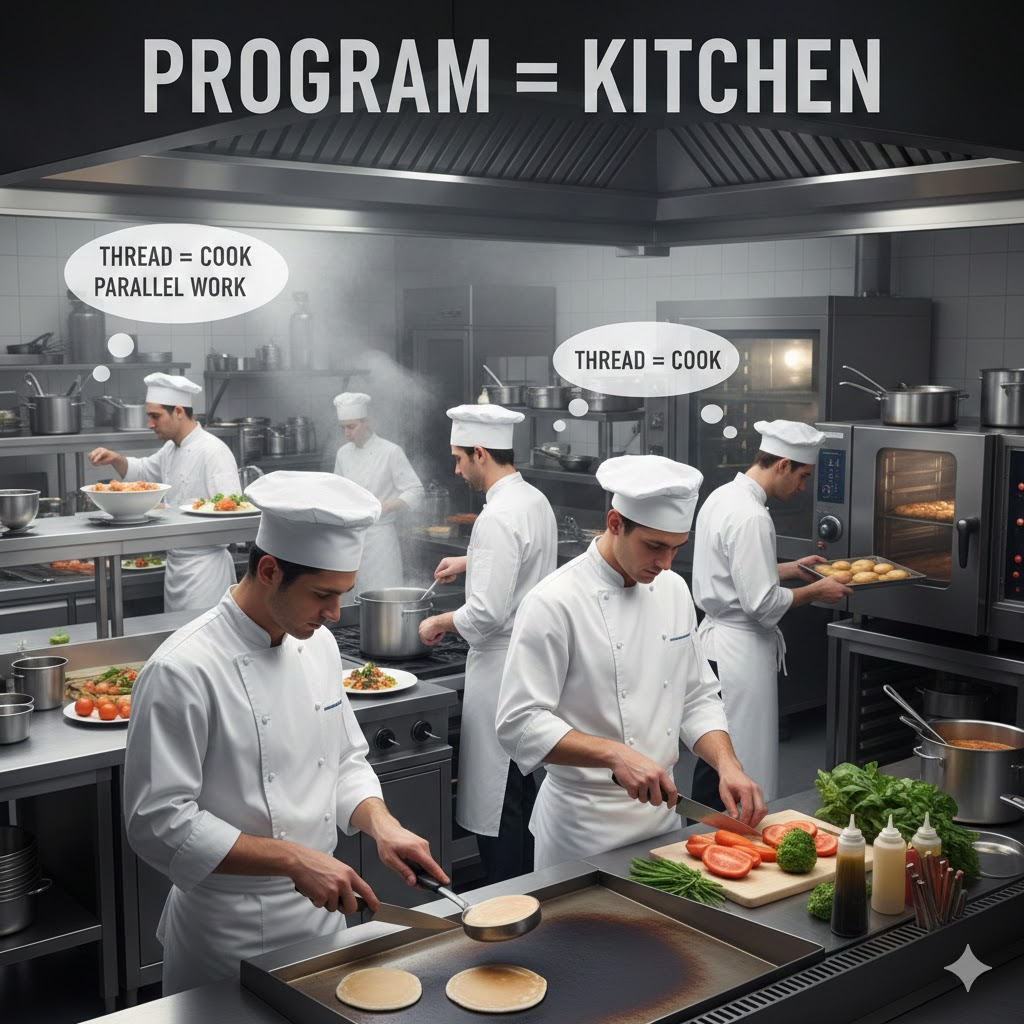 PROGRAM = KITCHEN
THREAD = COOK
PARALLEL WORK
THREAD = COOK